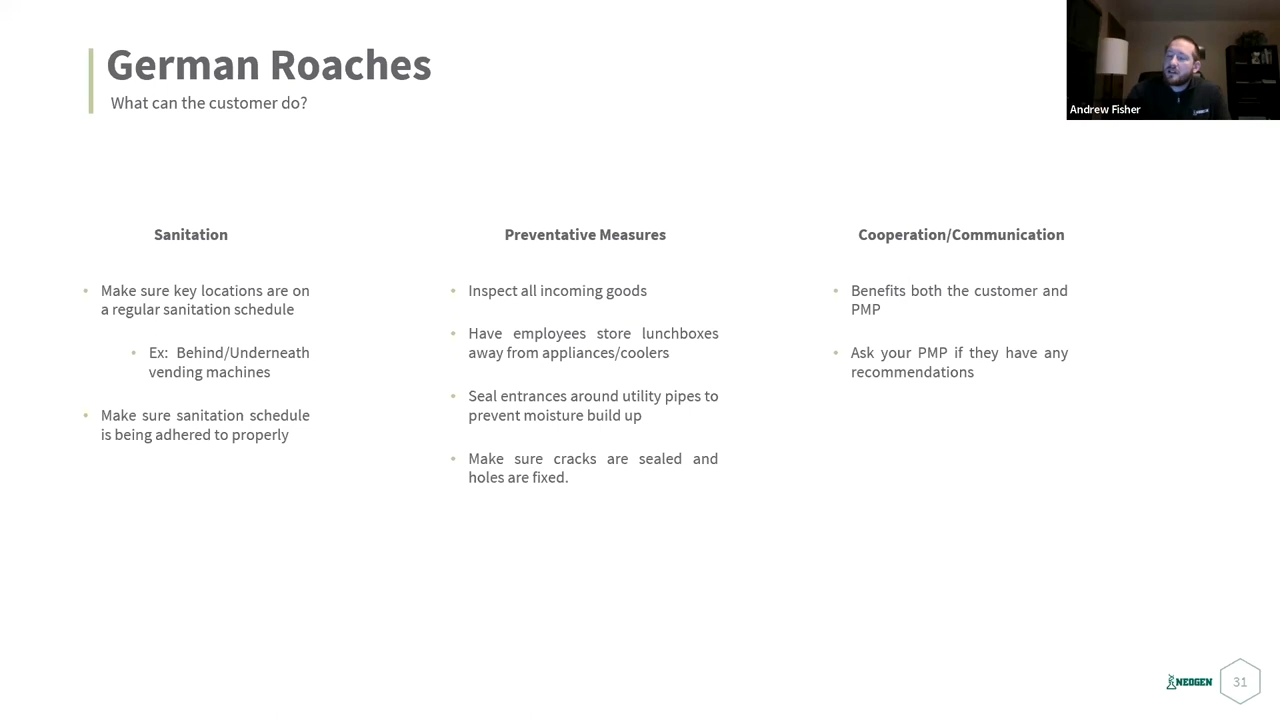 German Roaches
What can the customer do?
Andrew Fisher
Sanitation
Make sure key locations are on
a regular sanitation schedule
Ex: Behind/Underneath
vending machines
Make sure sanitation schedule
is being adhered to properly
Preventative Measures
Inspect all incoming goods
Have employees store lunchboxes
away from appliances/coolers
Seal entrances around utility pipes to
prevent moisture build up
Make sure cracks are sealed and
holes are fixed.
Cooperation/Communication
Benefits both the customer and
PMP
Ask your PMP if they have any
recommendations
NEOGEN
31